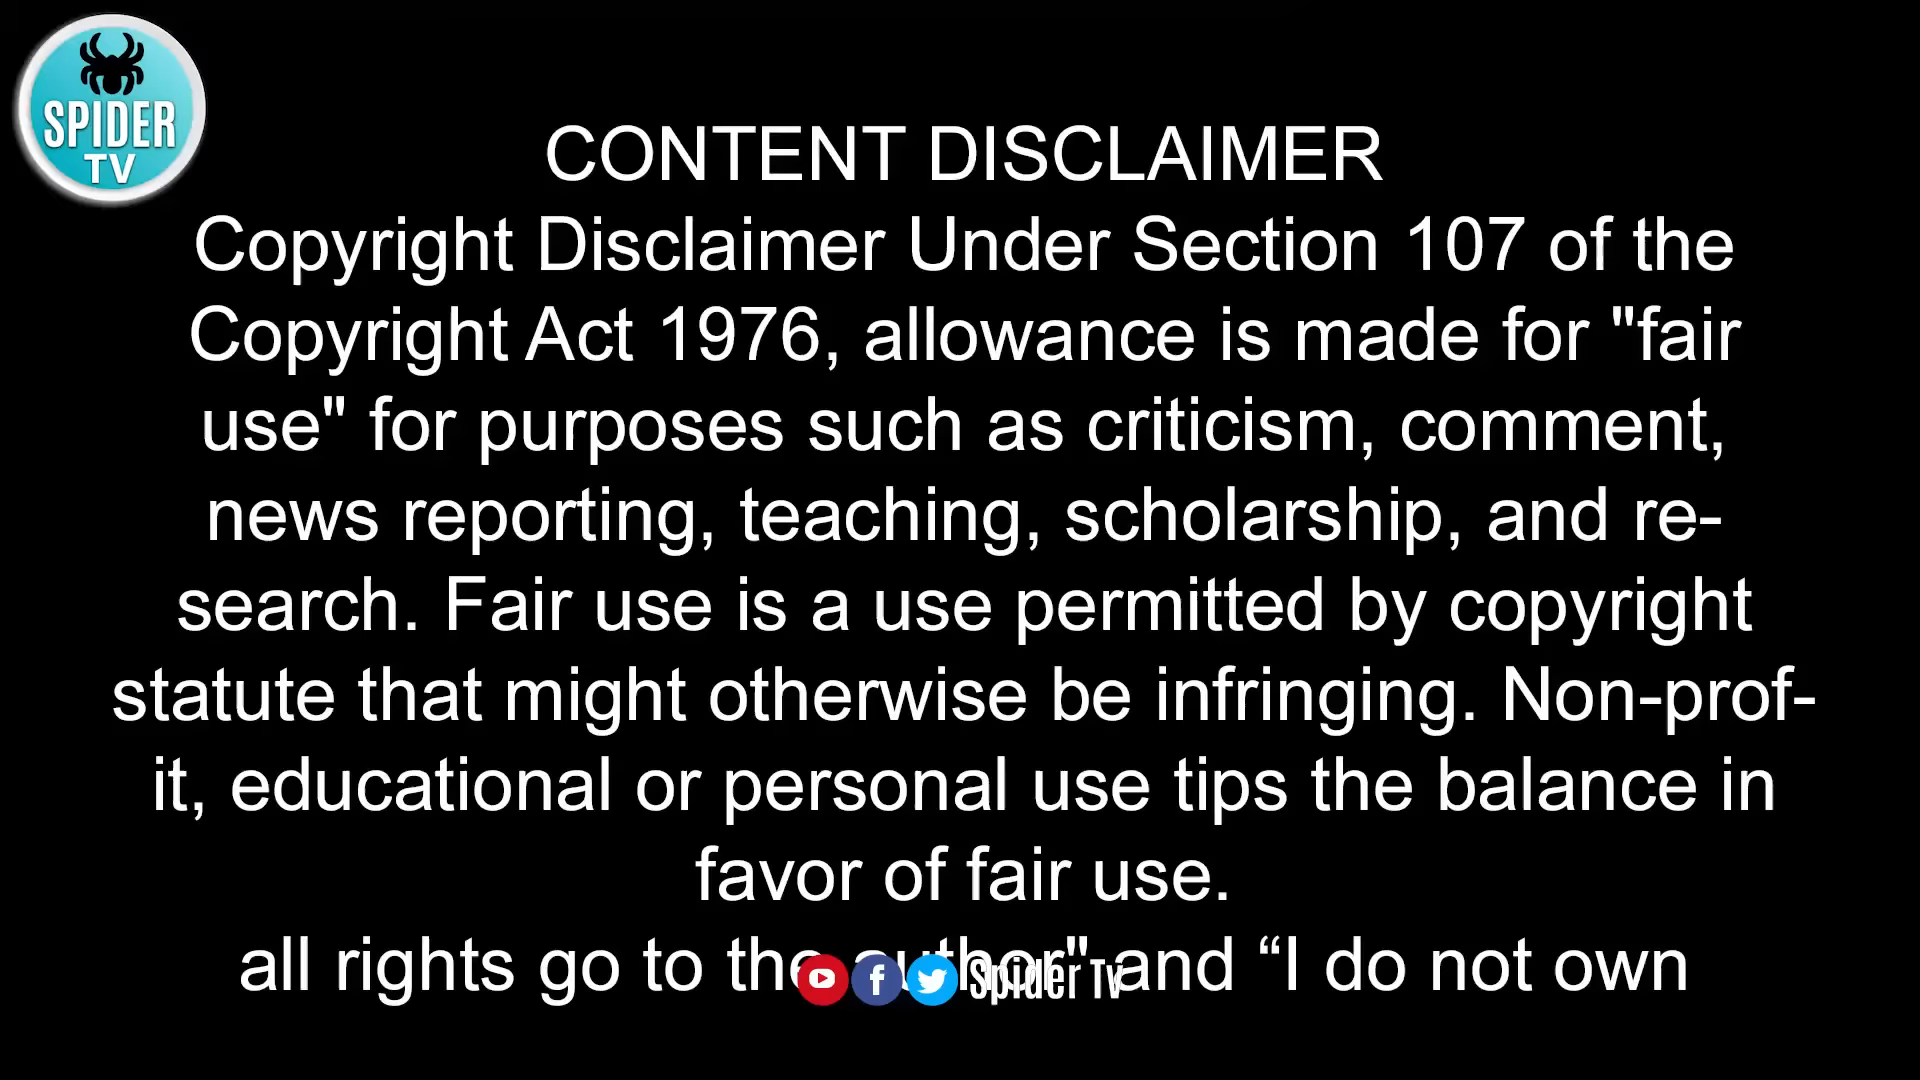 SPIDER
TV
CONTENT DISCLAIMER
Copyright Disclaimer Under Section 107 of the
Copyright Act 1976, allowance is made for "fair
use" for purposes such as criticism, comment,
news reporting, teaching, scholarship, and re-
search. Fair use is a use permitted by copyright
statute that might otherwise be infringing. Non-prof-
it, educational or personal use tips the balance in
favor of fair use.
all rights go to the author" and “I do not own
Spider Tv